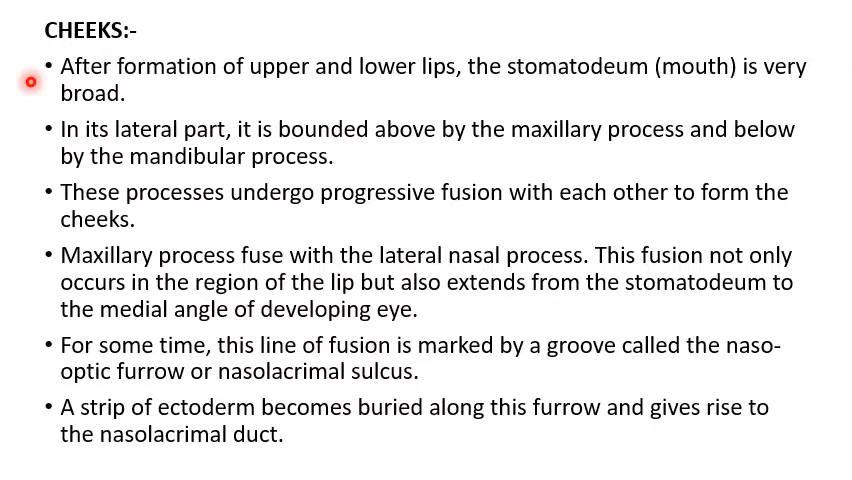 CHEEKS:-
• After formation of upper and lower lips, the stomatodeum (mouth) is very
broad.
• In its lateral part, it is bounded above by the maxillary process and below
by the mandibular process.
• These processes undergo progressive fusion with each other to form the
cheeks.
• Maxillary process fuse with the lateral nasal process. This fusion not only
occurs in the region of the lip but also extends from the stomatodeum to
the medial angle of developing eye.
• For some time, this line of fusion is marked by a groove called the naso-
optic furrow or nasolacrimal sulcus.
• A strip of ectoderm becomes buried along this furrow and gives rise to
the nasolacrimal duct.